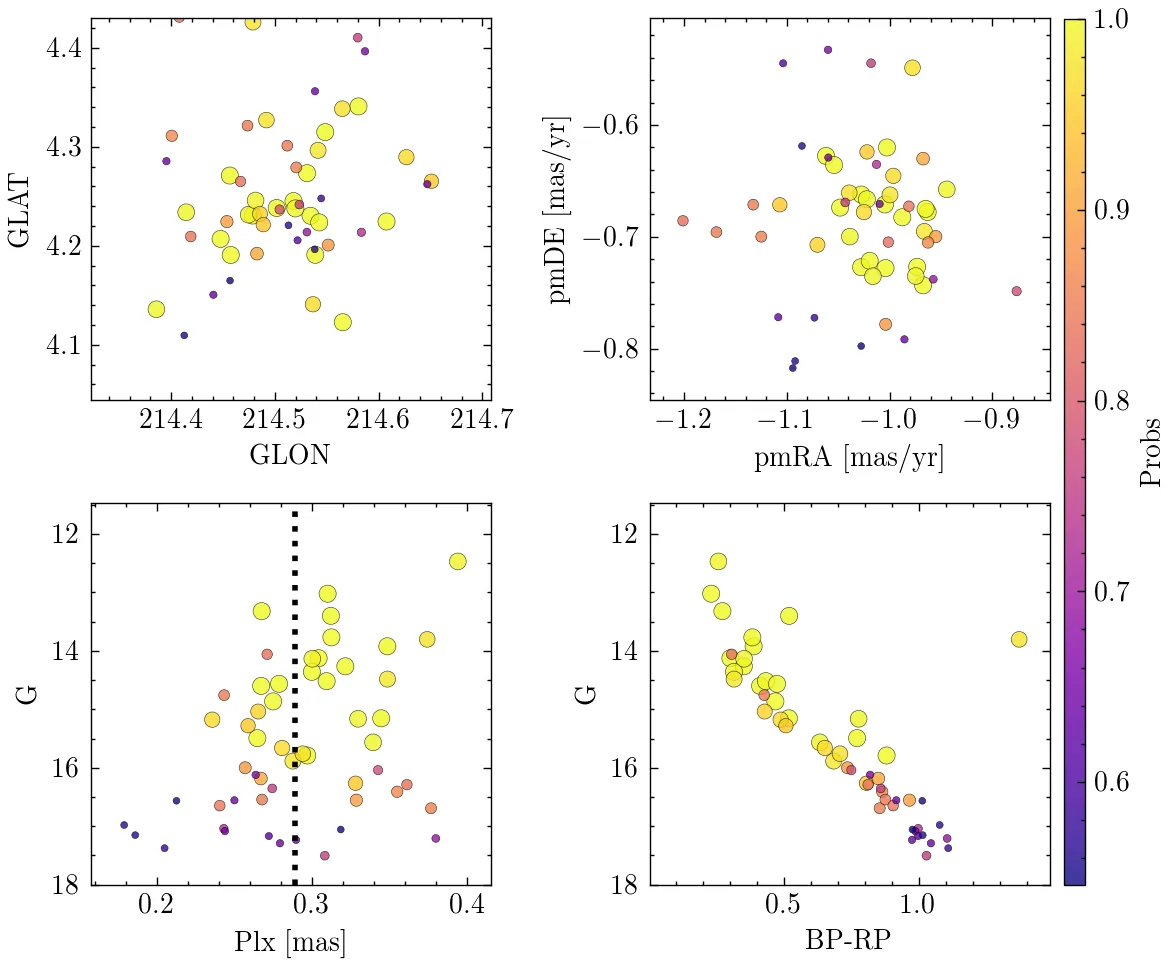 4.4
4.3
4.2
4.1
GLAT
214.4 214.5 214.6 214.7
GLON
−0.6
−0.7
−0.8
pmDE [mas/yr]
−1.2 −1.1 −1.0 −0.9
pmRA [mas/yr]
1.0
0.9
0.8
0.7
0.6
Probs
12
14
16
18
G
0.2 0.3 0.4
Plx [mas]
12
14
16
18
G
0.5 1.0
BP-RP